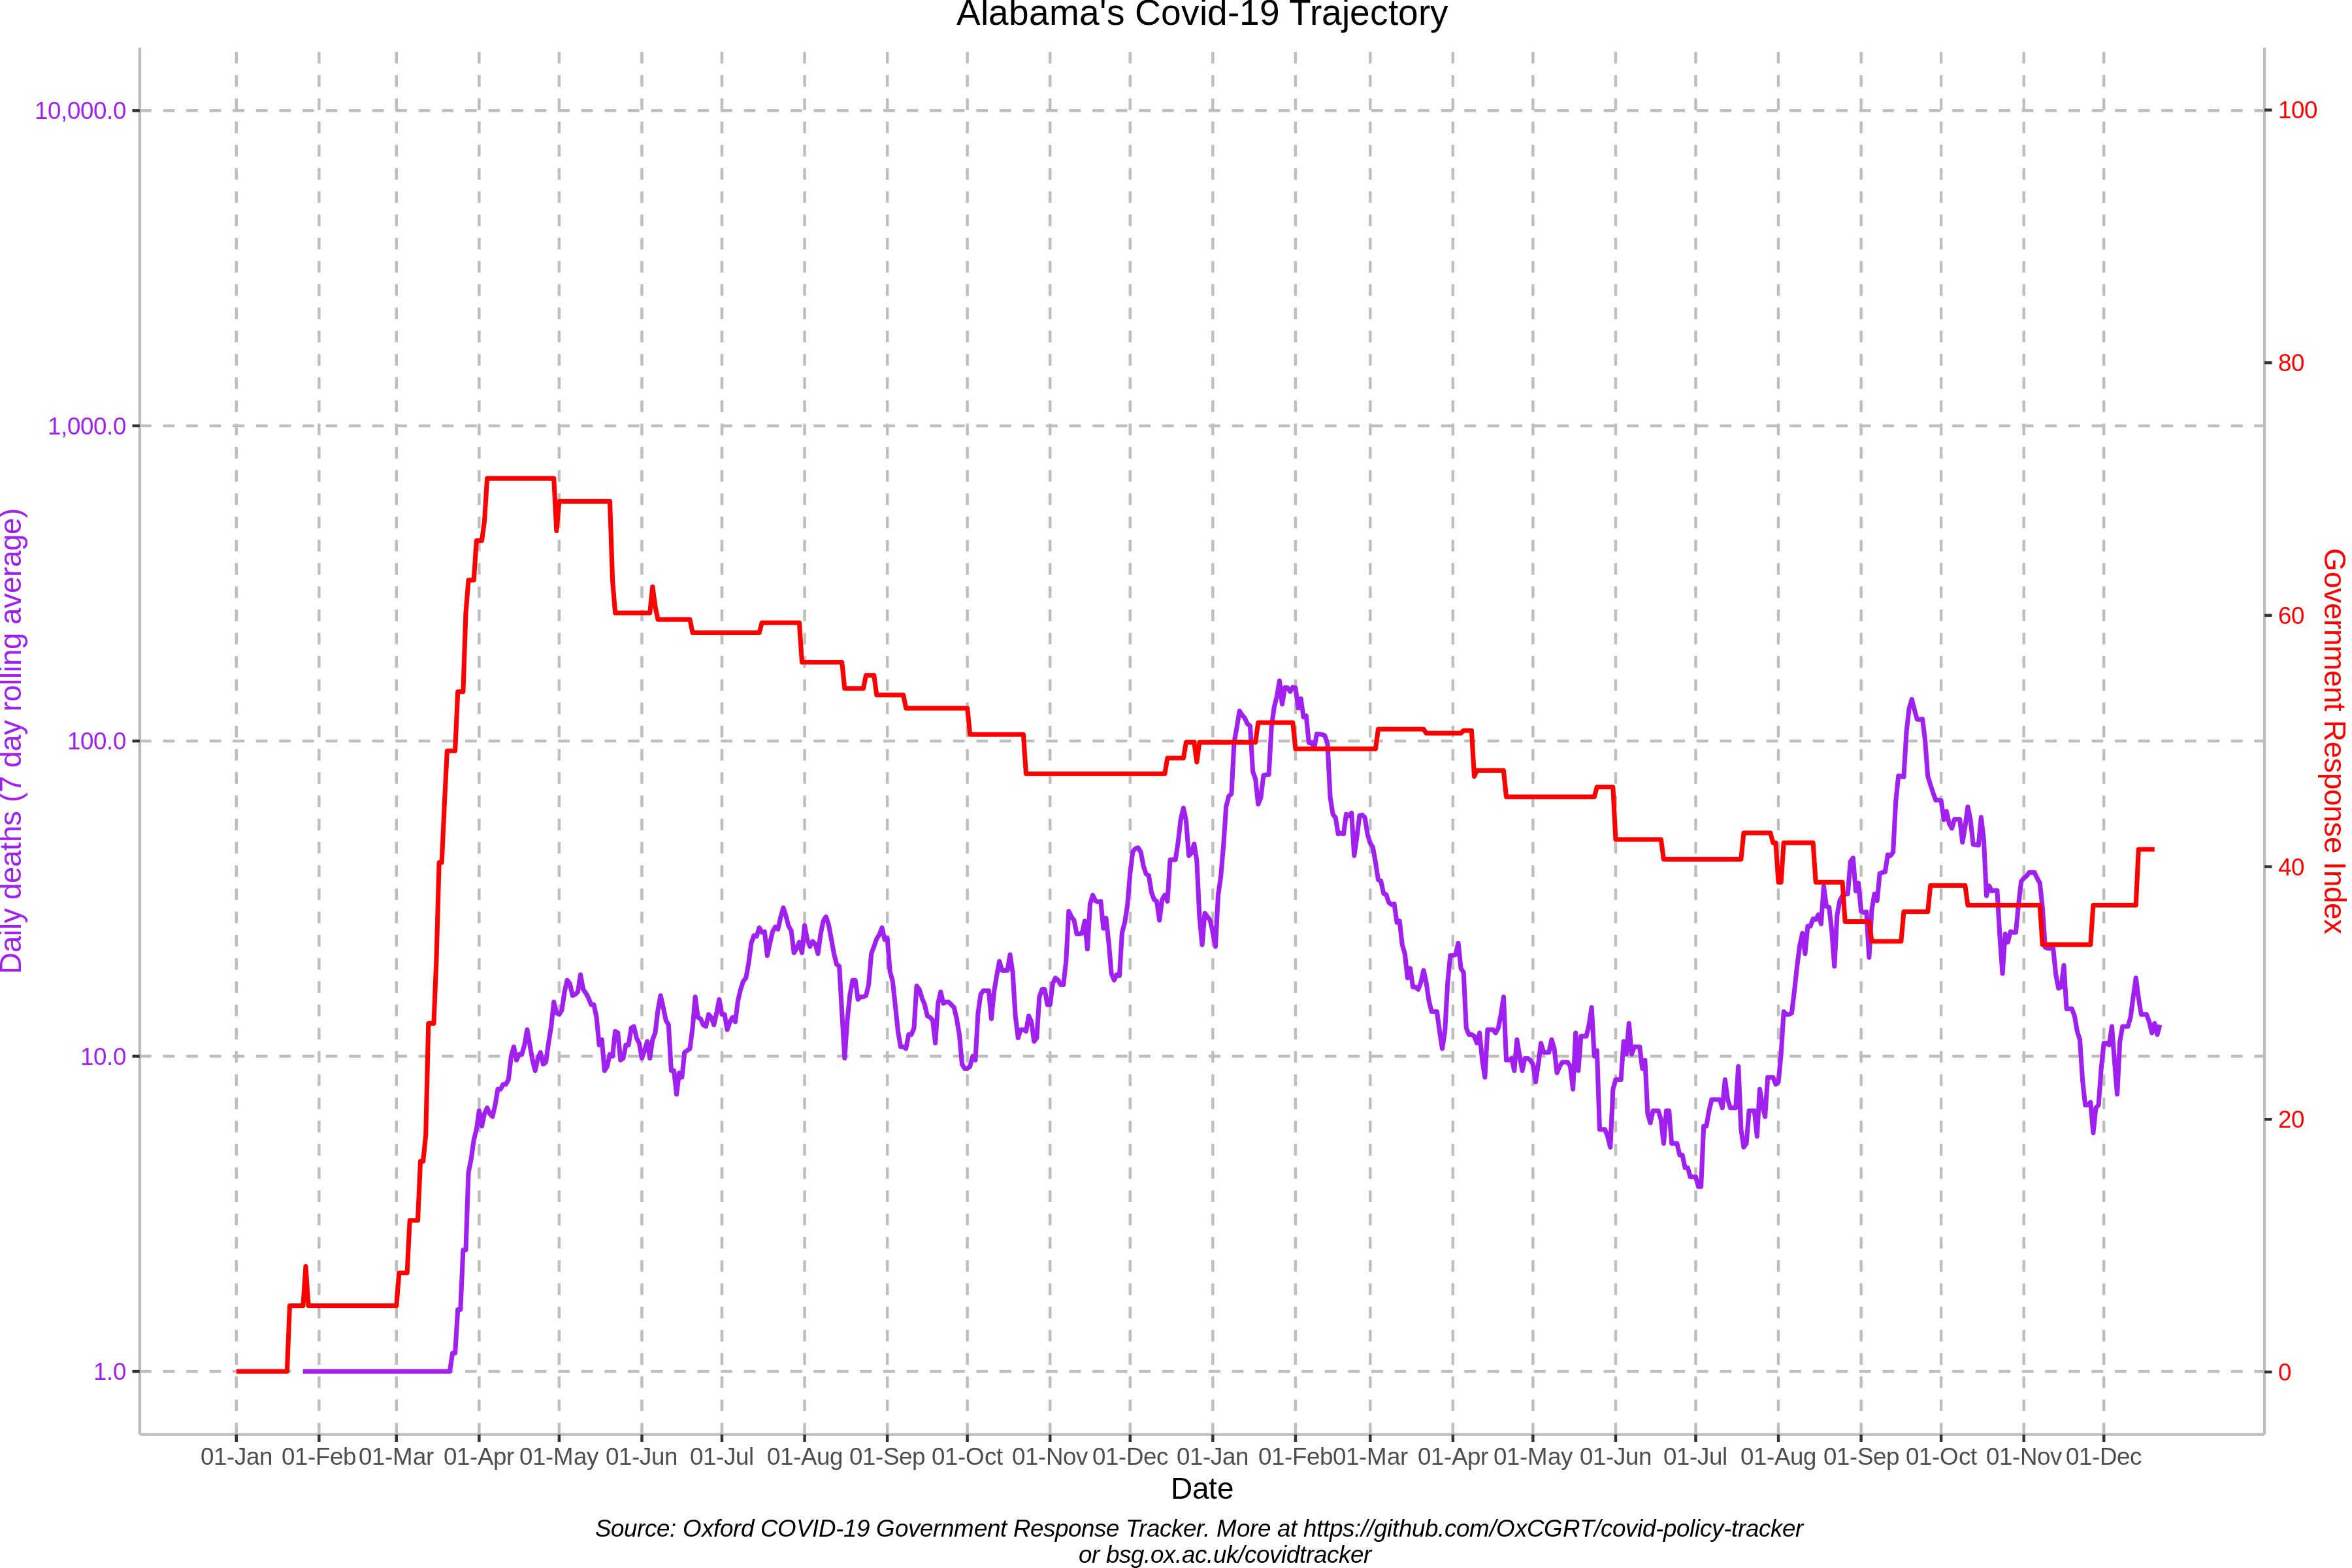 Alabama's Covid-19 Trajectory
10,000.0
1,000.0
100.0
10.0
1.0
Daily deaths (7 day rolling average)
100
80
60
40
20
0
Government Response Index
01-Jan 01-Feb 01-Mar 01-Apr 01-May 01-Jun 01-Jul 01-Aug 01-Sep 01-Oct 01-Nov 01-Dec 01-Jan 01-Feb 01-Mar 01-Apr 01-May 01-Jun 01-Jul 01-Aug 01-Sep 01-Oct 01-Nov 01-Dec
Date
Source: Oxford COVID-19 Government Response Tracker. More at https://github.com/OxCGRT/covid-policy-tracker
or bsg.ox.ac.uk/covidtracker